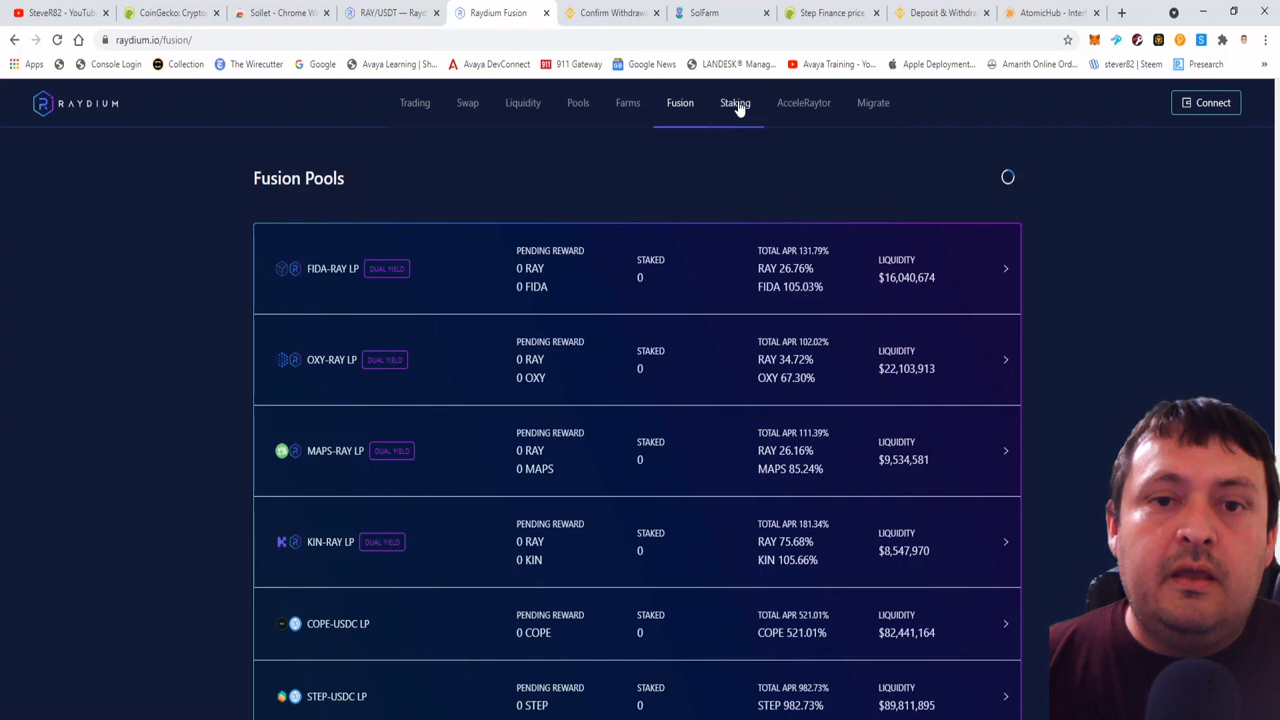 SteveR82 | 
CoinGecko: Cryptoc
Sollet - Chrome We
RAY/USDT — Rayd
Raydium Fusion
Confirm Withdrawa
SolFarm
Step Finance price:
Deposit & Withdra
AtomicHub - Interf
raydium.io/fusion/
Apps
Console Login
Collection
The Wirecutter
Google
Avaya Learning | Sh...
Avaya DevConnect
911 Gateway
Google News
LANDESK® Manag...
Avaya Training - Yo...
Apple Deployment...
Amarith Online Ord...
stever82 | Steem
Presearch
RAYDIUM
Trading
Swap
Liquidity
Pools
Farms
Fusion
Staking
AcceleRaytor
Migrate
Connect
Fusion Pools
FIDA-RAY LP
DUAL YIELD
PENDING REWARD
0 RAY
0 FIDA
STAKED
0
TOTAL APR 131.79%
RAY 26.76%
FIDA 105.03%
LIQUIDITY
$16,040,674
OXY-RAY LP
DUAL YIELD
PENDING REWARD
0 RAY
0 OXY
STAKED
0
TOTAL APR 102.02%
RAY 34.72%
OXY 67.30%
LIQUIDITY
$22,103,913
MAPS-RAY LP
DUAL YIELD
PENDING REWARD
0 RAY
0 MAPS
STAKED
0
TOTAL APR 111.39%
RAY 26.16%
MAPS 85.24%
LIQUIDITY
$9,534,581
KIN-RAY LP
DUAL YIELD
PENDING REWARD
0 RAY
0 KIN
STAKED
0
TOTAL APR 181.34%
RAY 75.68%
KIN 105.66%
LIQUIDITY
$8,547,970
COPE-USDC LP
PENDING REWARD
0 COPE
STAKED
0
TOTAL APR 521.01%
COPE 521.01%
LIQUIDITY
$82,441,164
STEP-USDC LP
PENDING REWARD
0 STEP
STAKED
0
TOTAL APR 982.73%
STEP 982.73%
LIQUIDITY
$89,811,895